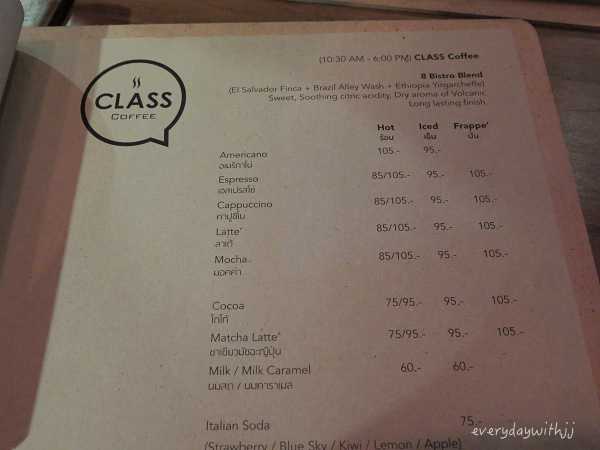 (10:30 AM - 6:00 PM) CLASS Coffee
CLASS
COFFEE
8 Bistro Blend
(El Salvador Finca + Brazil Alley Wash + Ethiopia Yirgarcheffe)
Sweet, Soothing citric acidity, Dry aroma of Volcanic
Long lasting finish.
Hot Iced Frappe'
ร้อน เย็น ปั่น
Americano 105.- 95.-
อเมริกาโน่
Espresso 85/105.- 95.- 105.-
เอสเปรสโซ่
Cappuccino 85/105.- 95.- 105.-
คาปูชิโน
Latte' 85/105.- 95.- 105.-
ลาเต้
Mocha 85/105.- 95.- 105.-
มอคค่า
Cocoa 75/95.- 95.- 105.-
โกโก้
Matcha Latte' 75/95.- 95.- 105.-
ชาเขียวมัชฉะญี่ปุ่น
Milk / Milk Caramel 60.- 60.-
นมสด / นมคาราเมล
Italian Soda 75.-
(Strawberry / Blue Sky / Kiwi / Lemon / Apple)
everydaywithjj